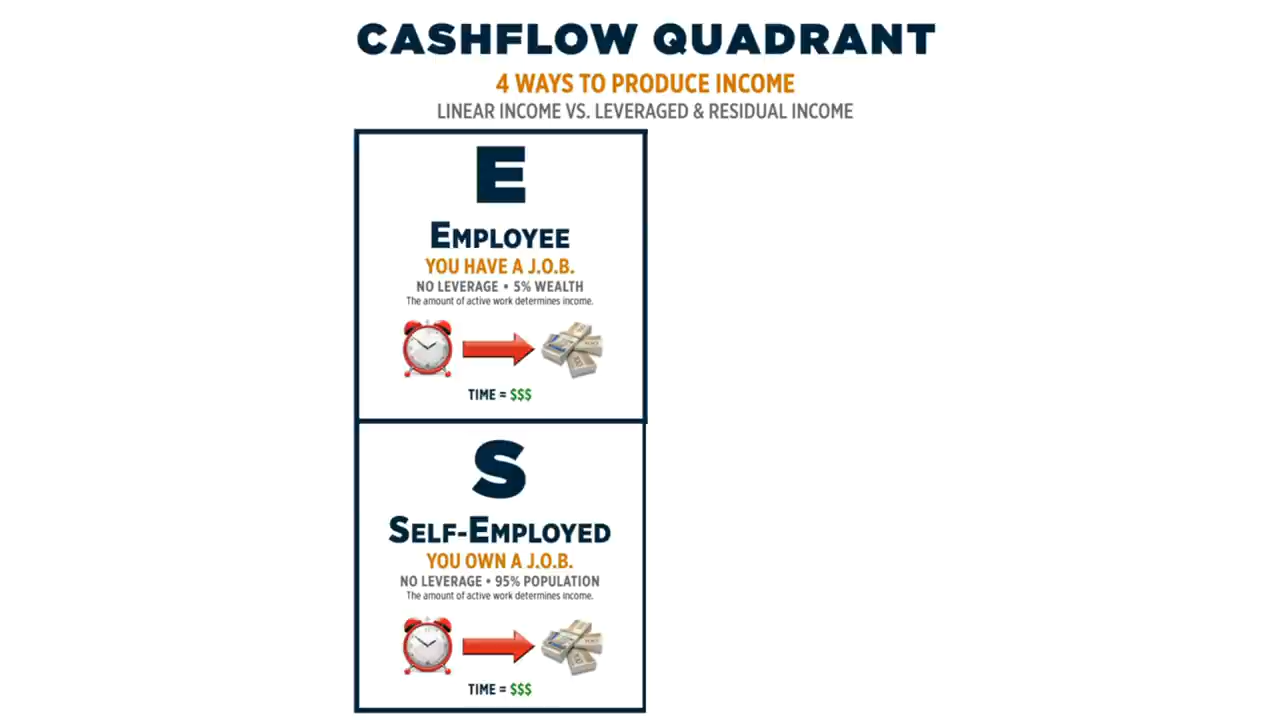 CASHFLOW QUADRANT
4 WAYS TO PRODUCE INCOME
LINEAR INCOME VS. LEVERAGED & RESIDUAL INCOME
E
EMPLOYEE
YOU HAVE A J.O.B.
NO LEVERAGE • 5% WEALTH
The amount of active work determines income.
TIME = $$$
S
SELF-EMPLOYED
YOU OWN A J.O.B.
NO LEVERAGE • 95% POPULATION
The amount of active work determines income.
TIME = $$$